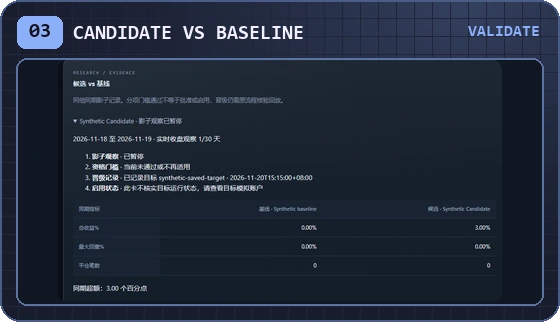 03 CANDIDATE VS BASELINE VALIDATE
RESEARCH / EVIDENCE
候选 vs 基线
同他同期影子记录。分项门槛通过不等于批准或启用，晋级仍需原流程核验回放。
▼ Synthetic Candidate · 影子观察已暂停
2026-11-18 至 2026-11-19 · 实时收盘观察 1/30 天
1. 影子观察 · 已暂停
2. 资格门槛 · 当前未通过或不再适用
3. 晋级记录 · 已记录目标 synthetic-saved-target · 2026-11-20T15:15:00+08:00
4. 启用状态 · 此卡不核实目标运行状态，请查看目标模拟账户
同期指标 基线 · Synthetic baseline 候选 · Synthetic Candidate
总收益% 0.00% 3.00%
最大回撤% 0.00% 0.00%
平仓笔数 0 0
同期超额：3.00 个百分点